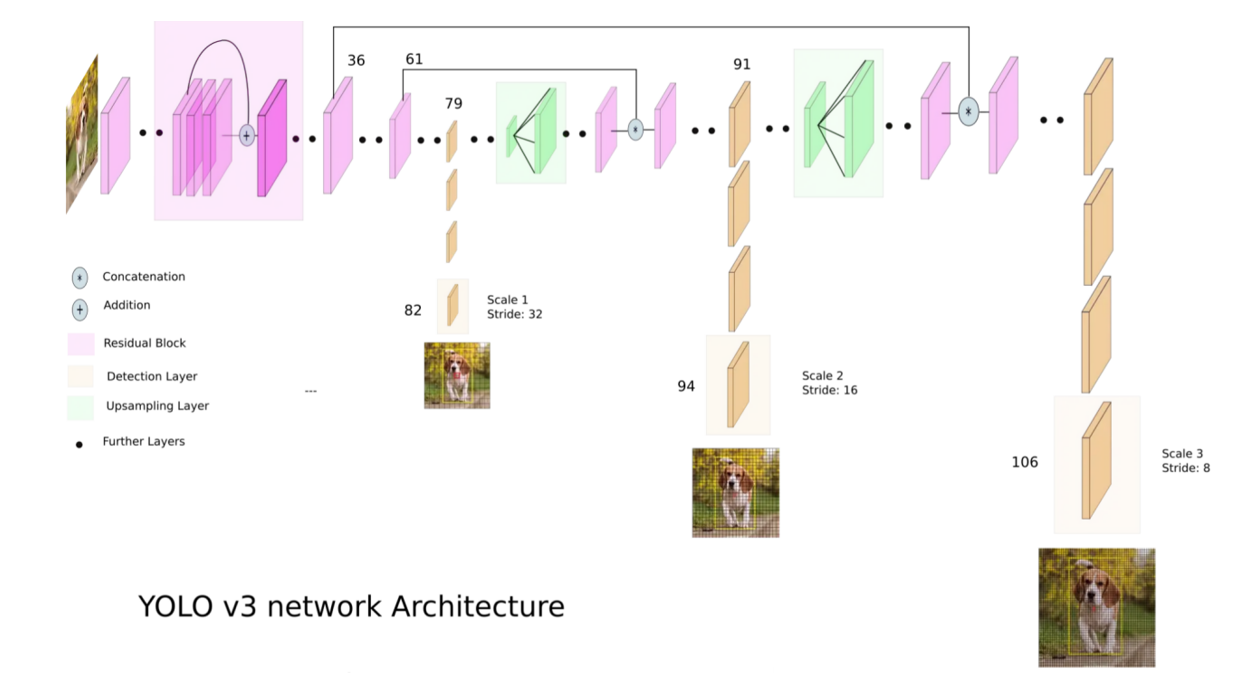 36
61
91
79
+
*
*
*
Concatenation
+
Addition
Residual Block
Detection Layer
Upsampling Layer
Further Layers
---
82
Scale 1
Stride: 32
94
Scale 2
Stride: 16
106
Scale 3
Stride: 8
YOLO v3 network Architecture